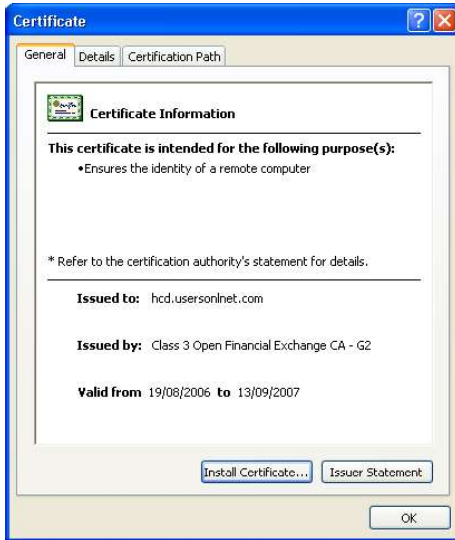 Certificate
General Details Certification Path
Certificate Information
This certificate is intended for the following purpose(s):
•Ensures the identity of a remote computer
* Refer to the certification authority's statement for details.
Issued to: hcd.usersonlnet.com
Issued by: Class 3 Open Financial Exchange CA - G2
Valid from 19/08/2006 to 13/09/2007
Install Certificate... Issuer Statement
OK